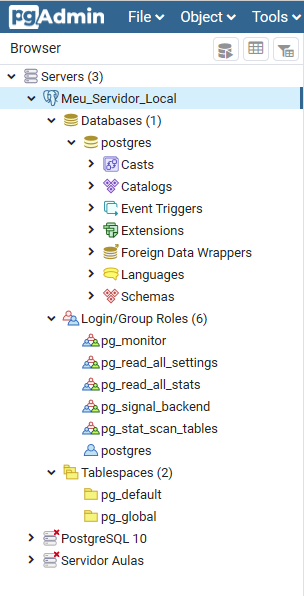 pgAdmin File Object Tools
Browser
Servers (3)
Meu_Servidor_Local
Databases (1)
postgres
Casts
Catalogs
Event Triggers
Extensions
Foreign Data Wrappers
Languages
Schemas
Login/Group Roles (6)
pg_monitor
pg_read_all_settings
pg_read_all_stats
pg_signal_backend
pg_stat_scan_tables
postgres
Tablespaces (2)
pg_default
pg_global
PostgreSQL 10
Servidor Aulas